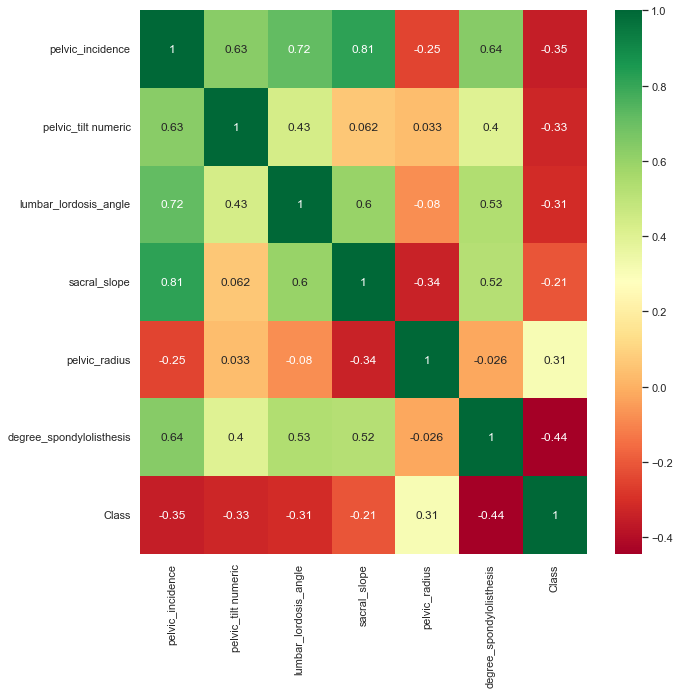 pelvic_incidence 1 0.63 0.72 0.81 -0.25 0.64 -0.35
pelvic_tilt numeric 0.63 1 0.43 0.062 0.033 0.4 -0.33
lumbar_lordosis_angle 0.72 0.43 1 0.6 -0.08 0.53 -0.31
sacral_slope 0.81 0.062 0.6 1 -0.34 0.52 -0.21
pelvic_radius -0.25 0.033 -0.08 -0.34 1 -0.026 0.31
degree_spondylolisthesis 0.64 0.4 0.53 0.52 -0.026 1 -0.44
Class -0.35 -0.33 -0.31 -0.21 0.31 -0.44 1
pelvic_incidence
pelvic_tilt numeric
lumbar_lordosis_angle
sacral_slope
pelvic_radius
degree_spondylolisthesis
Class
1.0
0.8
0.6
0.4
0.2
0.0
−0.2
−0.4